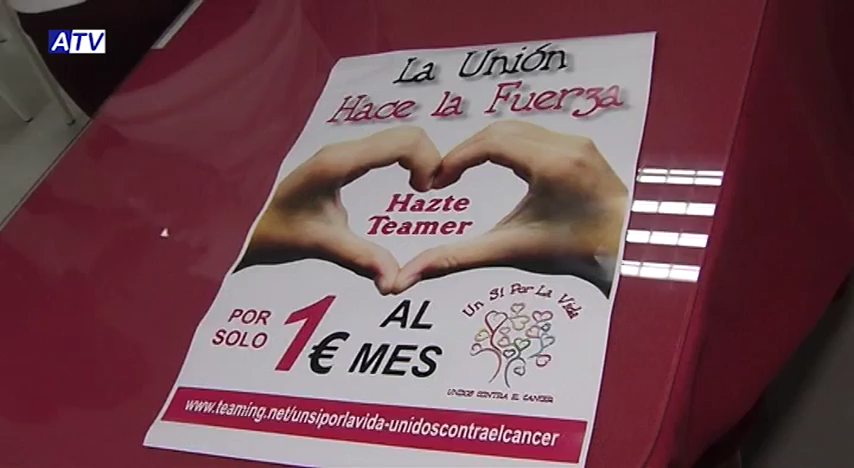 ATV
La Unión
Hace la Fuerza
Hazte
Teamer
POR
SOLO
1€
AL
MES
Un Sí Por La Vida
UNIDOS CONTRA EL CANCER
www.teaming.net/unsiporlavida-unidoscontraelcancer